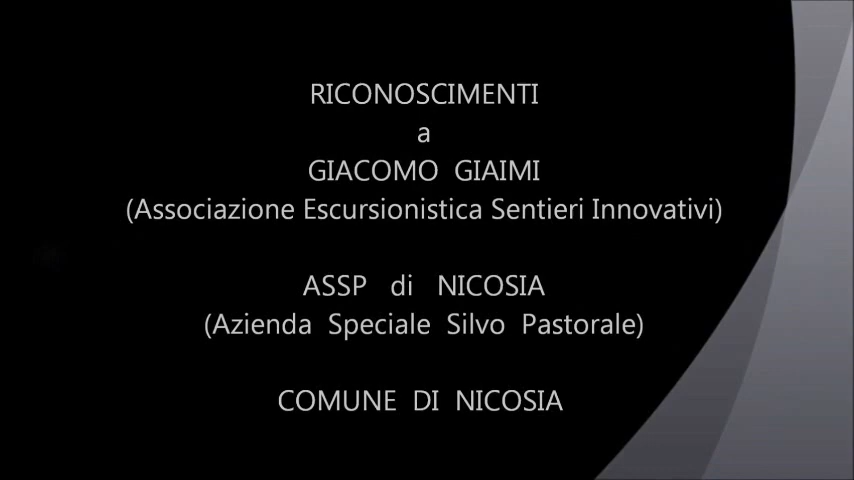 RICONOSCIMENTI
a
GIACOMO GIAIMI
(Associazione Escursionistica Sentieri Innovativi)
ASSP di NICOSIA
(Azienda Speciale Silvo Pastorale)
COMUNE DI NICOSIA